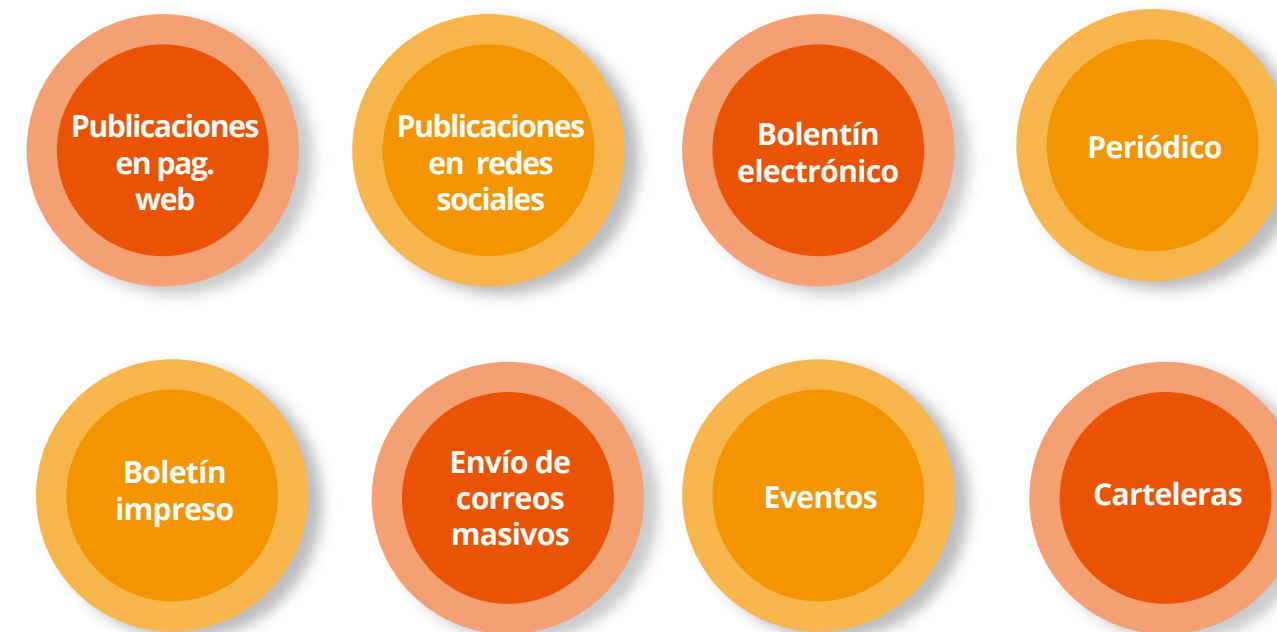 Publicaciones
en pag.
web
Publicaciones
en redes
sociales
Bolentín
electrónico
Periódico
Boletín
impreso
Envío de
correos
masivos
Eventos
Carteleras